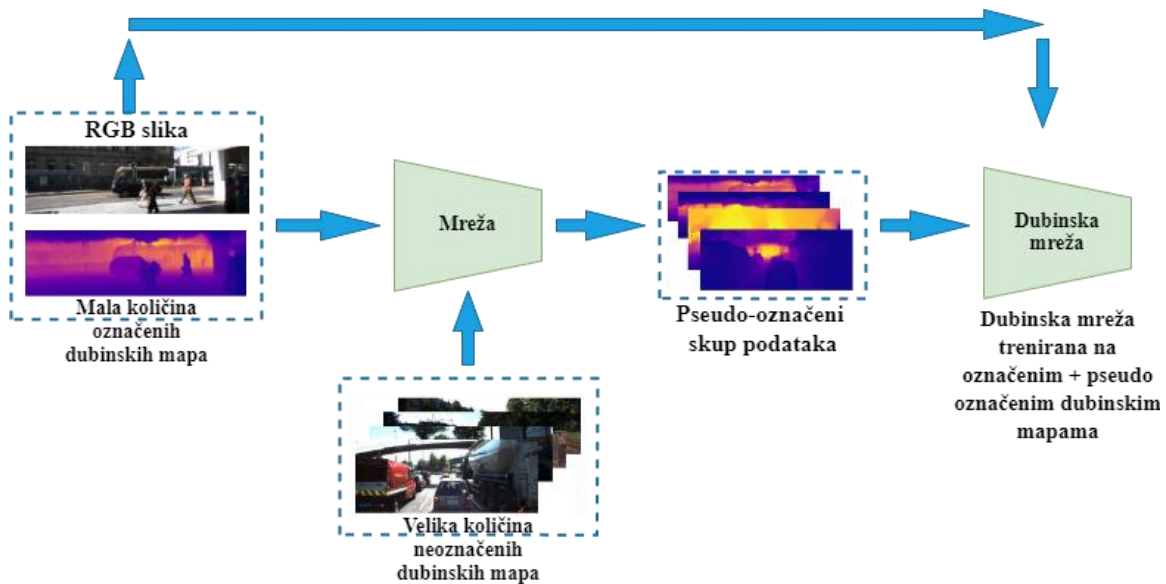 RGB slika
Mala količina
označenih
dubinskih mapa
Mreža
Velika količina
neoznačenih
dubinskih mapa
Pseudo-označeni
skup podataka
Dubinska
mreža
Dubinska mreža
trenirana na
označenim + pseudo
označenim dubinskim
mapama